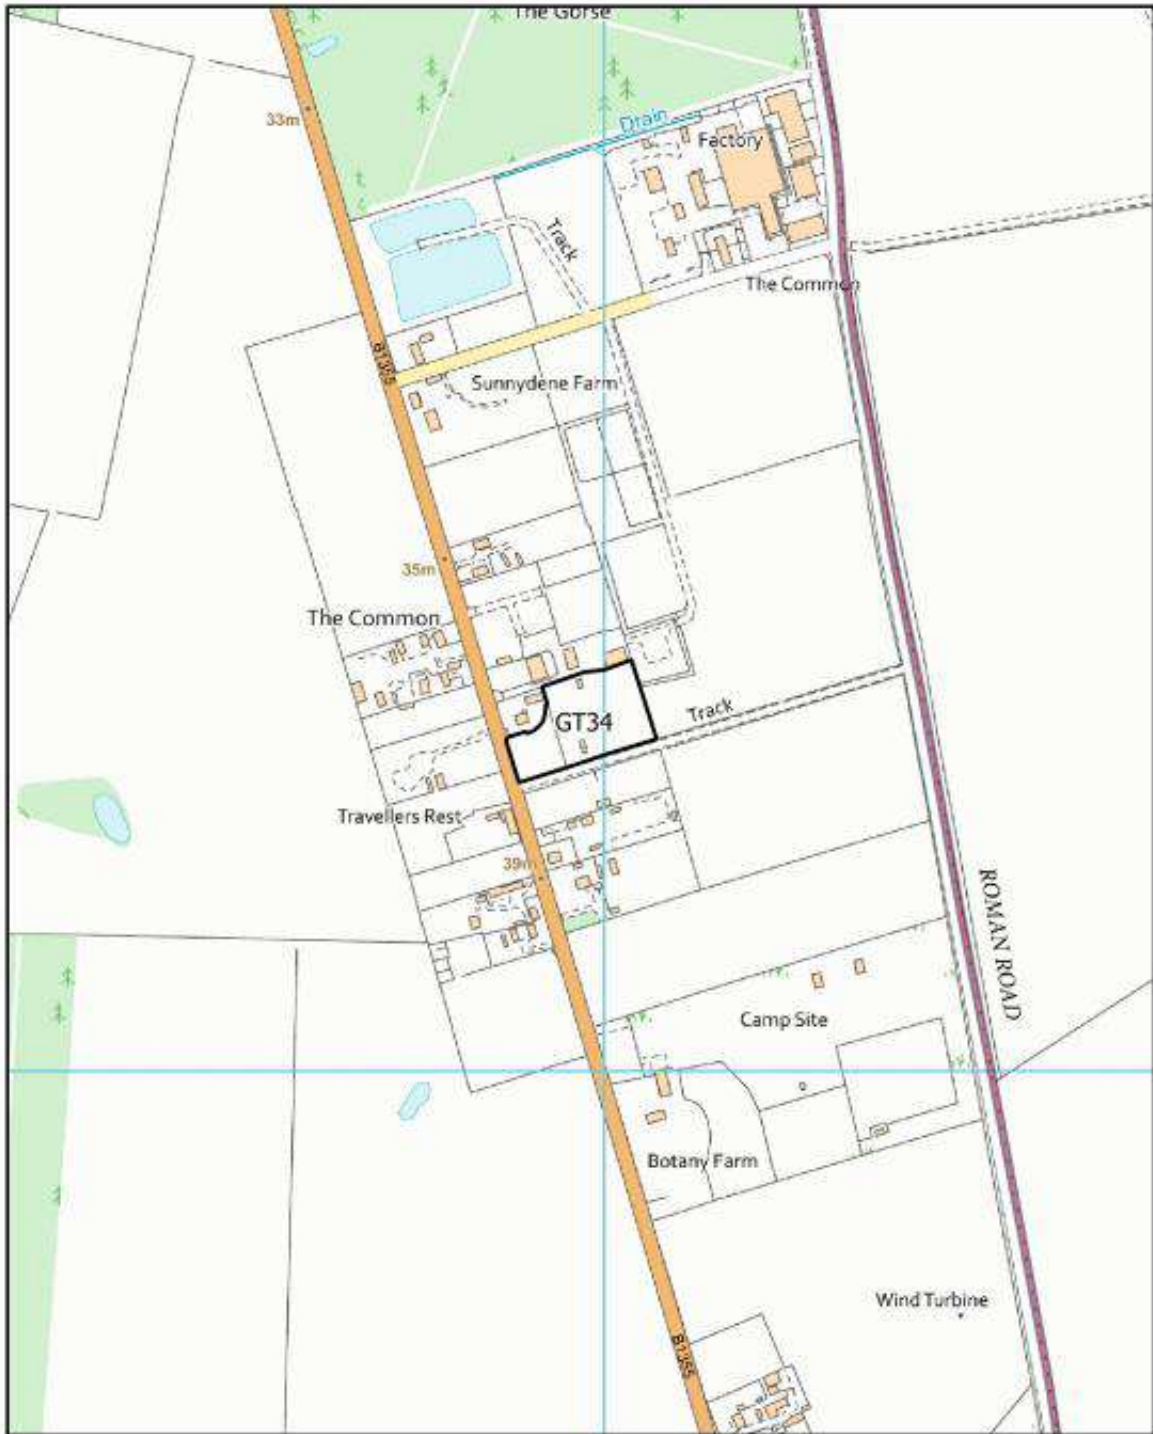 The Gorse
33m
Drain
Factory
Track
The Common
B1355
Sunnydene Farm
35m
The Common
GT34
Track
Travellers Rest
39m
ROMAN ROAD
Camp Site
Botany Farm
Wind Turbine
B1355